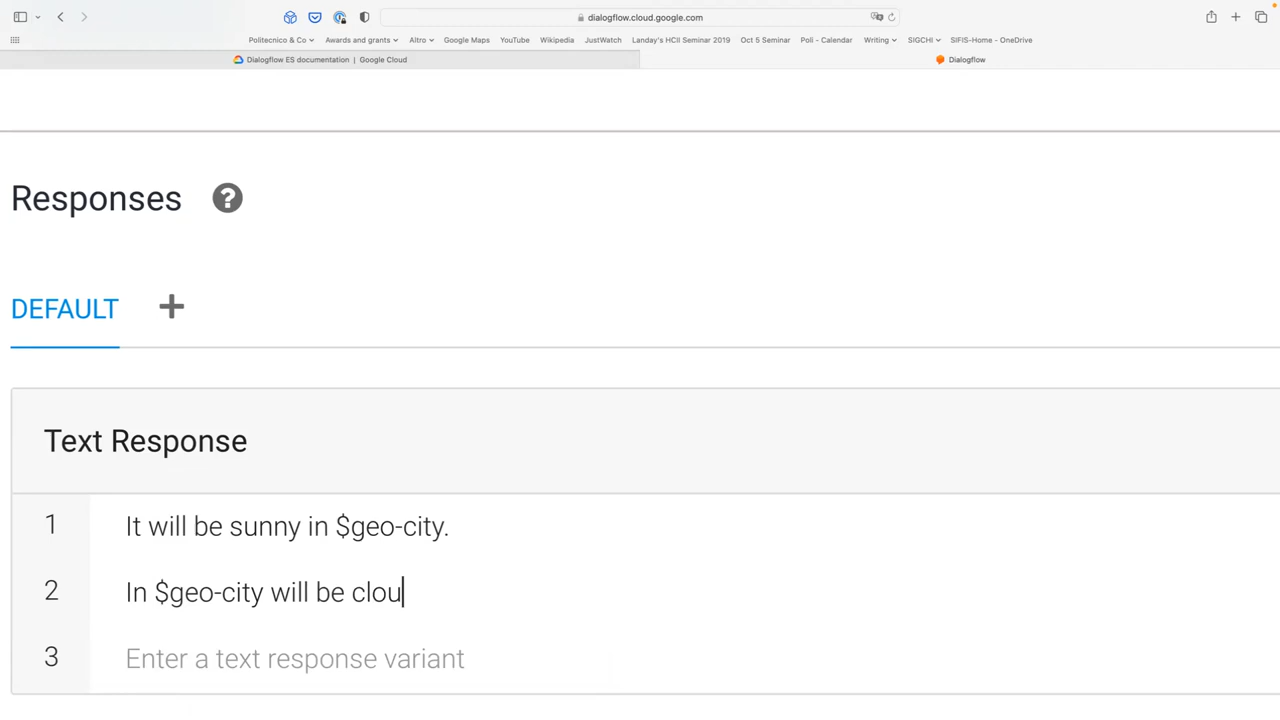 dialogflow.cloud.google.com
Politecnico & Co Awards and grants Altro Google Maps YouTube Wikipedia JustWatch Landay's HCII Seminar 2019 Oct 5 Seminar Poli - Calendar Writing SIGCHI SIFIS-Home - OneDrive
Dialogflow ES documentation | Google Cloud Dialogflow
Responses ?
DEFAULT +
Text Response
1 It will be sunny in $geo-city.
2 In $geo-city will be clou
3 Enter a text response variant